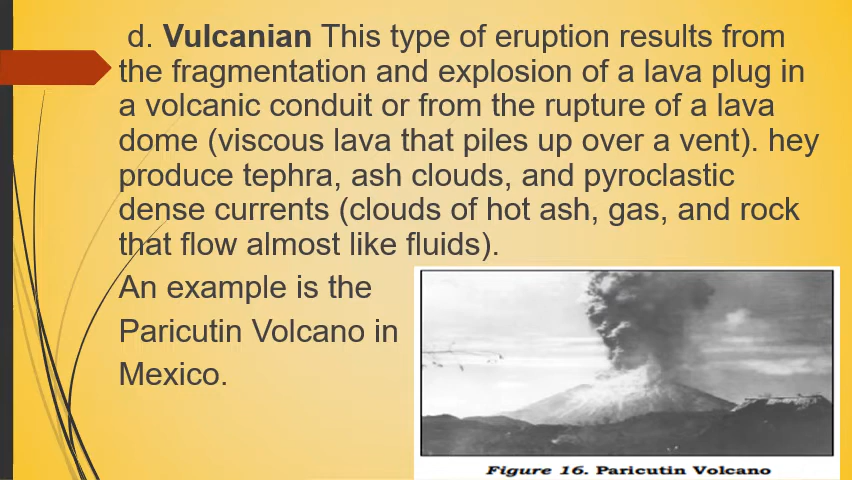 d. Vulcanian This type of eruption results from
the fragmentation and explosion of a lava plug in
a volcanic conduit or from the rupture of a lava
dome (viscous lava that piles up over a vent). hey
produce tephra, ash clouds, and pyroclastic
dense currents (clouds of hot ash, gas, and rock
that flow almost like fluids).
An example is the
Paricutin Volcano in
Mexico.
Figure 16. Paricutin Volcano